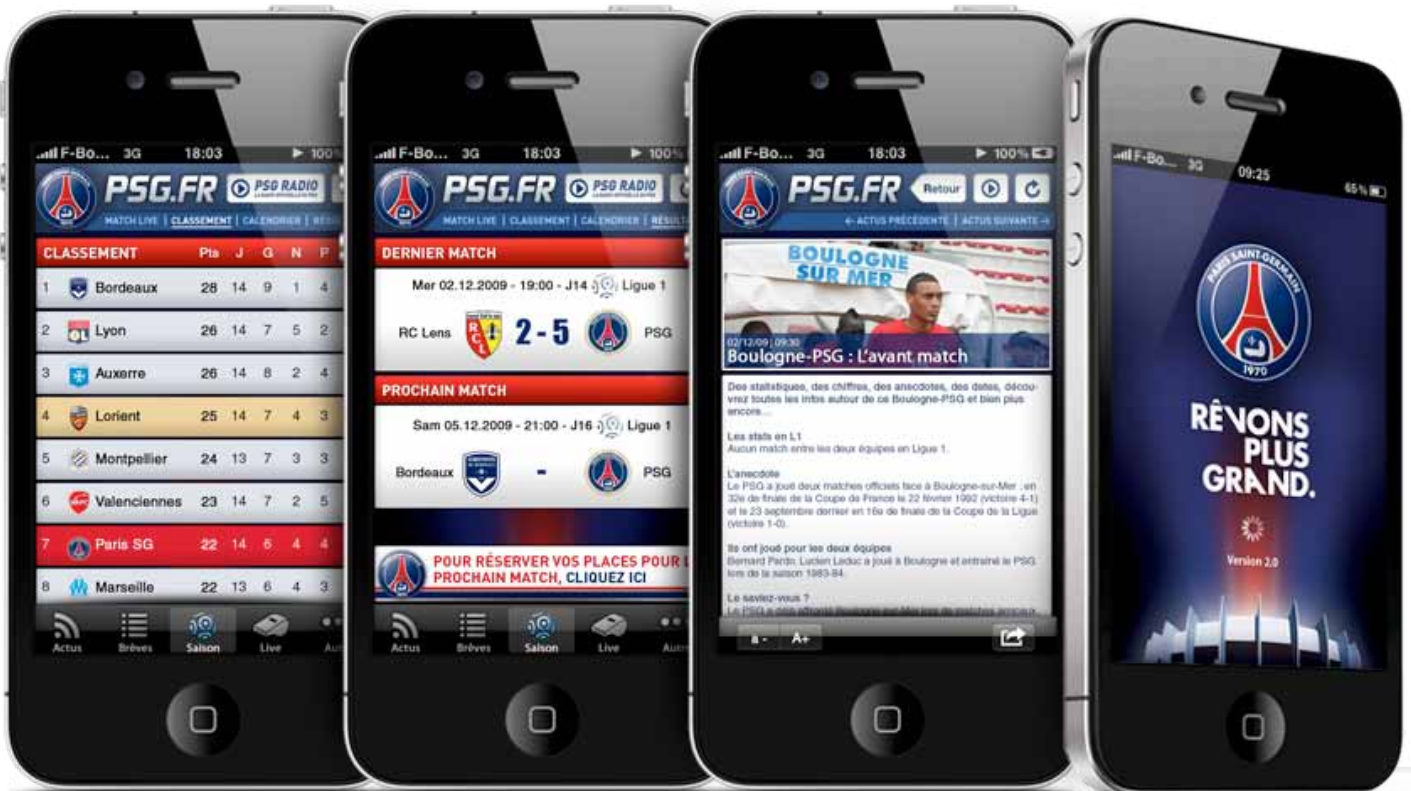 F-Bo... 3G 18:03 100%
PSG.FR PSG RADIO
MATCH LIVE | CLASSEMENT | CALENDRIER |
CLASSEMENT Pts J G N P
1 Bordeaux 28 14 9 1 4
2 Lyon 26 14 7 5 2
3 Auxerre 26 14 8 2 4
4 Lorient 25 14 7 4 3
5 Montpellier 24 13 7 3 3
6 Valenciennes 23 14 7 2 5
7 Paris SG 22 14 6 4 4
8 Marseille 22 13 6 4 3
Actus Brèves Saison Live
F-Bo... 3G 18:03 100%
PSG.FR PSG RADIO
MATCH LIVE | CLASSEMENT | CALENDRIER |
DERNIER MATCH
Mer 02.12.2009 - 19:00 - J14 Ligue 1
RC Lens RCL 2 - 5 PSG
PROCHAIN MATCH
Sam 05.12.2009 - 21:00 - J16 Ligue 1
Bordeaux - PSG
POUR RÉSERVER VOS PLACES POUR
PROCHAIN MATCH, CLIQUEZ ICI
Actus Brèves Saison Live
F-Bo... 3G 18:03 100%
PSG.FR Retour
← ACTUS PRÉCÉDENTE | ACTUS SUIVANTE →
BOULOGNE
SUR MER
02/12/09 | 09:30
Boulogne-PSG : L'avant match
Des statistiques, des chiffres, des anecdotes, des dates, décou-
vrez toutes les infos autour de ce Boulogne-PSG et bien plus
encore…
Les stats en L1
Aucun match entre les deux équipes en Ligue 1.
L'anecdote
Le PSG a joué deux matches officiels face à Boulogne-sur-Mer : en
32e de finale de la Coupe de France le 22 février 1992 (victoire 4-1)
et le 23 septembre dernier en 16e de finale de la Coupe de la Ligue
(victoire 1-0).
Ils ont joué pour les deux équipes
Bernard Pardo. Lucien Leduc a joué à Boulogne et entraîné le PSG
lors de la saison 1983-84.
Le saviez-vous ?
Le PSG a déjà affronté Boulogne-sur-Mer lors de matches amicaux
a - A+
F-Bo... 3G 09:25 65%
PARIS SAINT-GERMAIN
1970
RÊVONS
PLUS
GRAND.
Version 2.0